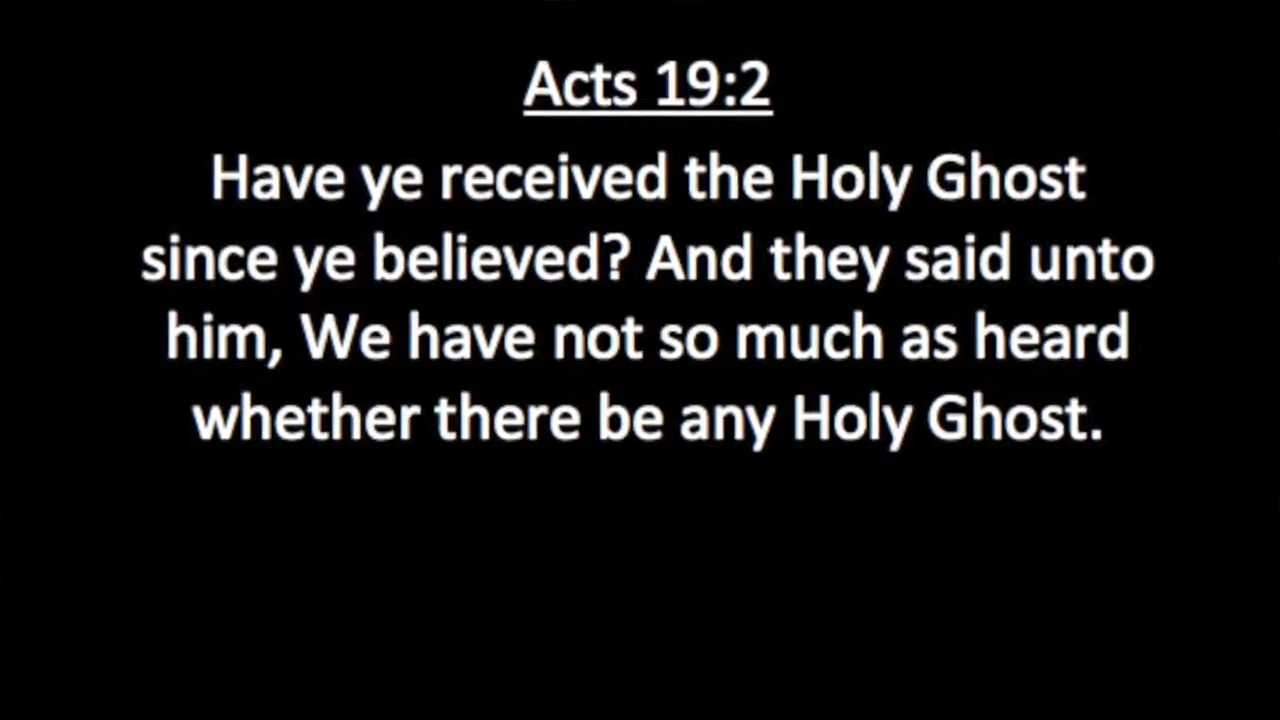 Acts 19:2
Have ye received the Holy Ghost
since ye believed? And they said unto
him, We have not so much as heard
whether there be any Holy Ghost.